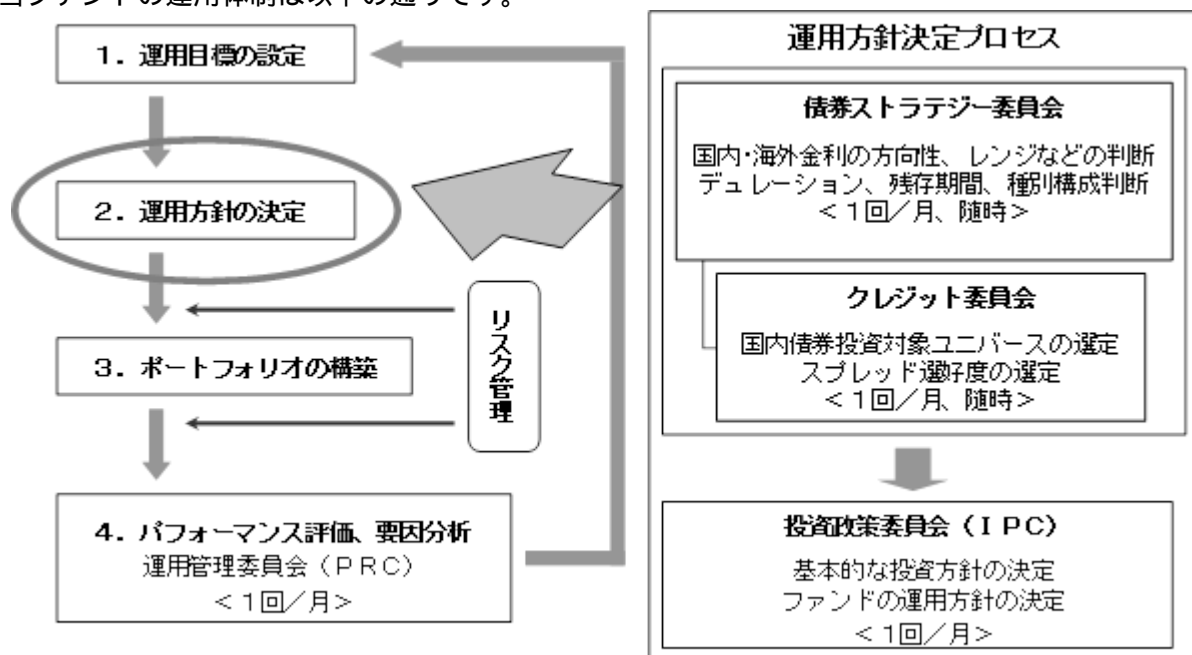 当ファンドの運用体制は以下の通りです。
1．運用目標の設定
2．運用方針の決定
3．ポートフォリオの構築
4．パフォーマンス評価、要因分析
運用管理委員会（ＰＲＣ）
＜１回／月＞
リスク管理
運用方針決定プロセス
債券ストラテジー委員会
国内・海外金利の方向性、レンジなどの判断
デュレーション、残存期間、種別構成判断
＜１回／月、随時＞
クレジット委員会
国内債券投資対象ユニバースの選定
スプレッド選好度の選定
＜１回／月、随時＞
投資政策委員会（ＩＰＣ）
基本的な投資方針の決定
ファンドの運用方針の決定
＜１回／月＞